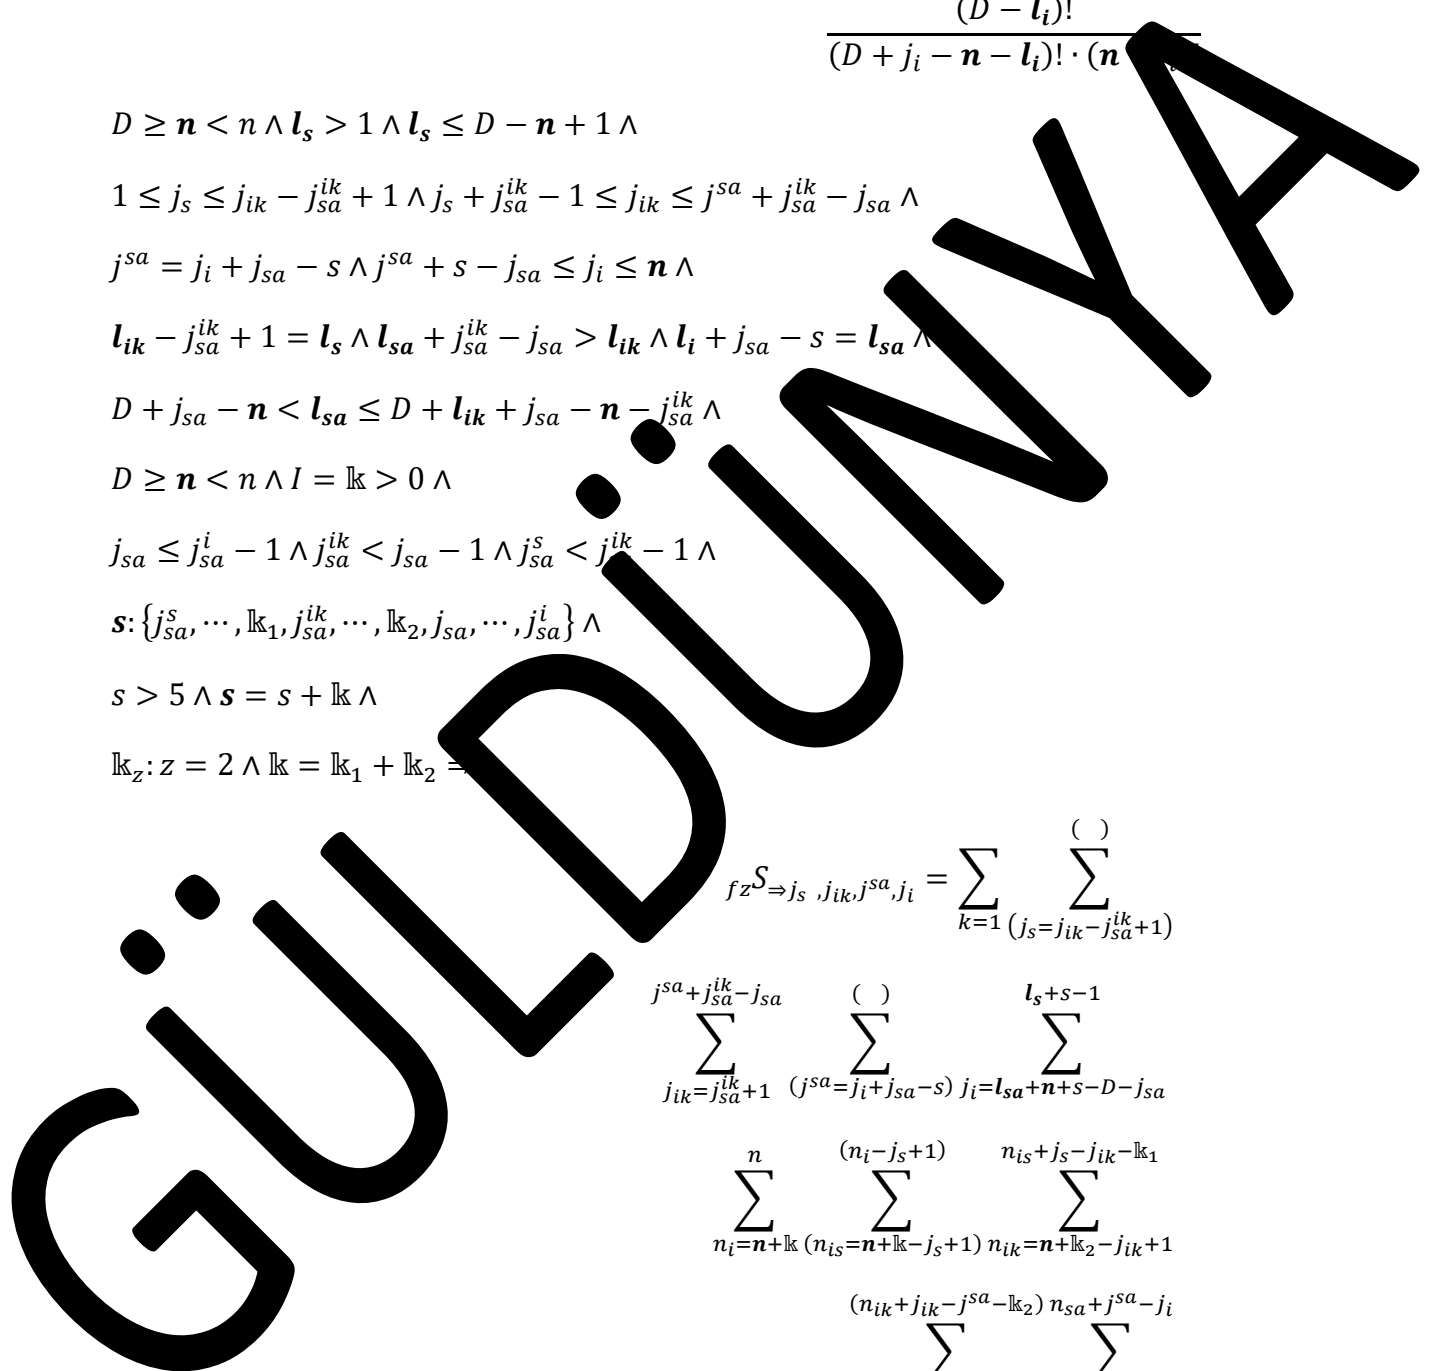 (D − l_i)!
(D + j_i − n − l_i)! · (n
D ≥ n < n ∧ l_s > 1 ∧ l_s ≤ D − n + 1 ∧
1 ≤ j_s ≤ j_{ik} − j_{sa}^{ik} + 1 ∧ j_s + j_{sa}^{ik} − 1 ≤ j_{ik} ≤ j^{sa} + j_{sa}^{ik} − j_{sa} ∧
j^{sa} = j_i + j_{sa} − s ∧ j^{sa} + s − j_{sa} ≤ j_i ≤ n ∧
l_{ik} − j_{sa}^{ik} + 1 = l_s ∧ l_{sa} + j_{sa}^{ik} − j_{sa} > l_{ik} ∧ l_i + j_{sa} − s = l_{sa} ∧
D + j_{sa} − n < l_{sa} ≤ D + l_{ik} + j_{sa} − n − j_{sa}^{ik} ∧
D ≥ n < n ∧ I = 𝕜 > 0 ∧
j_{sa} ≤ j_{sa}^{i} − 1 ∧ j_{sa}^{ik} < j_{sa} − 1 ∧ j_{sa}^{s} < j_{sa}^{ik} − 1 ∧
s: {j_{sa}^{s}, ⋯, 𝕜_1, j_{sa}^{ik}, ⋯, 𝕜_2, j_{sa}, ⋯, j_{sa}^{i}} ∧
s > 5 ∧ s = s + 𝕜 ∧
𝕜_z: z = 2 ∧ 𝕜 = 𝕜_1 + 𝕜_2 ⇒
_{fz}S_{⇒j_s ,j_{ik},j^{sa},j_i} = ∑_{k=1} ∑_{(j_s=j_{ik}−j_{sa}^{ik}+1)}^{( )}
∑_{j_{ik}=j_{sa}^{ik}+1}^{j^{sa}+j_{sa}^{ik}−j_{sa}} ∑_{(j^{sa}=j_i+j_{sa}−s)}^{( )} ∑_{j_i=l_{sa}+n+s−D−j_{sa}}^{l_s+s−1}
∑_{n_i=n+𝕜}^{n} ∑_{(n_{is}=n+𝕜−j_s+1)}^{(n_i−j_s+1)} ∑_{n_{ik}=n+𝕜_2−j_{ik}+1}^{n_{is}+j_s−j_{ik}−𝕜_1}
∑^{(n_{ik}+j_{ik}−j^{sa}−𝕜_2)} ∑^{n_{sa}+j^{sa}−j_i}
GÜLDÜNYA